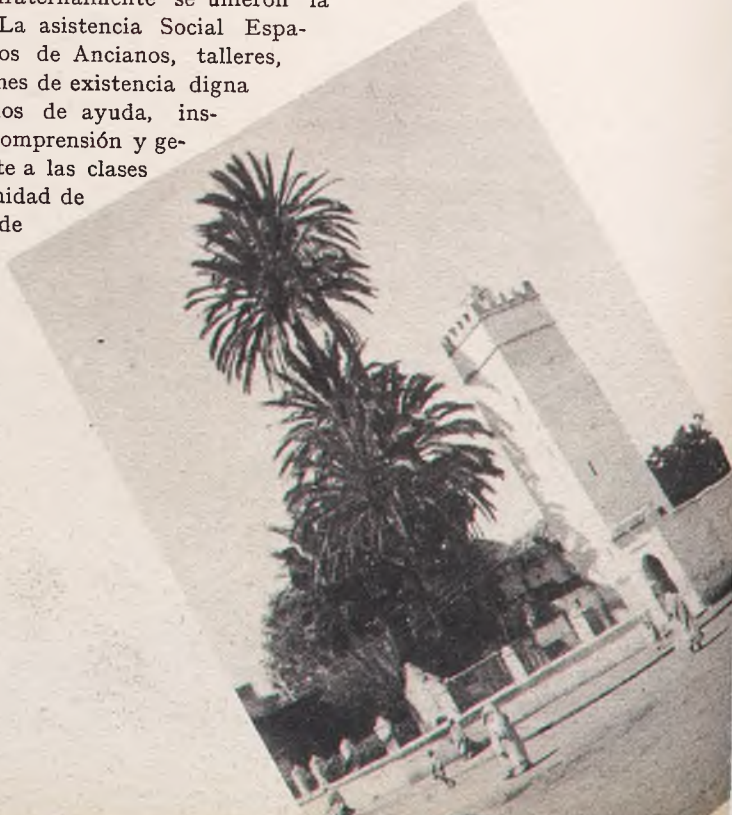 se unieron la
La asistencia Social Espa-
os de Ancianos, talleres,
nes de existencia digna
os de ayuda, ins-
omprensión y ge-
te a las clases
nidad de
de